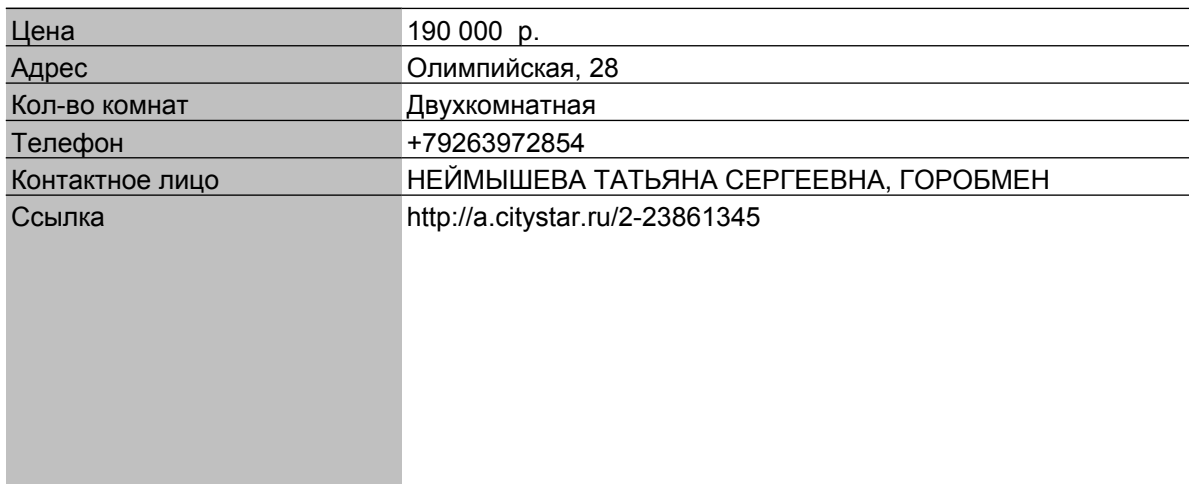 Цена 190 000 р.
Адрес Олимпийская, 28
Кол-во комнат Двухкомнатная
Телефон +79263972854
Контактное лицо НЕЙМЫШЕВА ТАТЬЯНА СЕРГЕЕВНА, ГОРОБМЕН
Ссылка http://a.citystar.ru/2-23861345